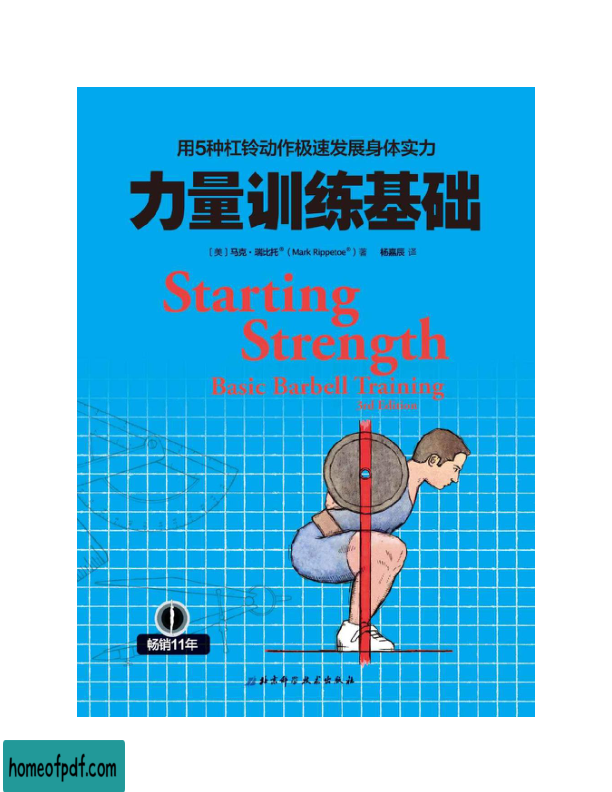 用5种杠铃动作极速发展身体实力
力量训练基础
［美］马克·瑞比托®（Mark Rippetoe®）著 杨嘉辰 译
Starting
Strength
Basic Barbell Training
3rd Edition
畅销11年
北京科学技术出版社
homeofpdf.com